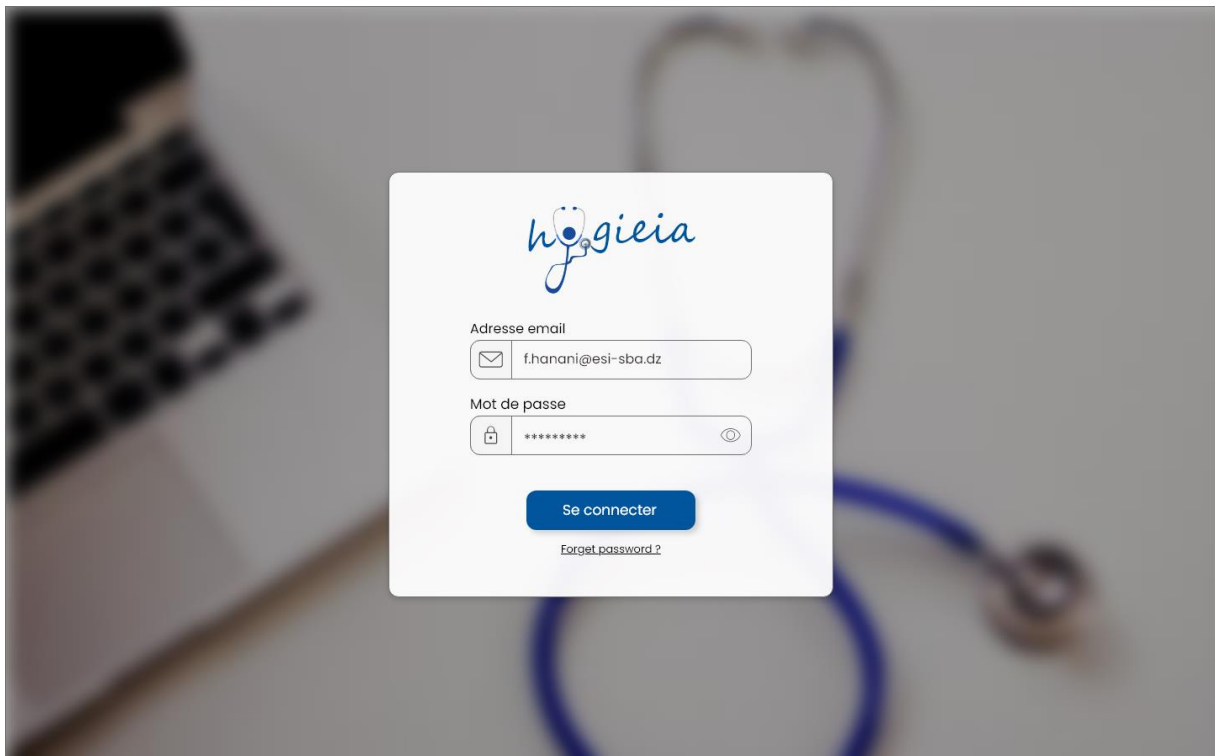 hygieia
Adresse email
f.hanani@esi-sba.dz
Mot de passe
*********
Se connecter
Forget password ?